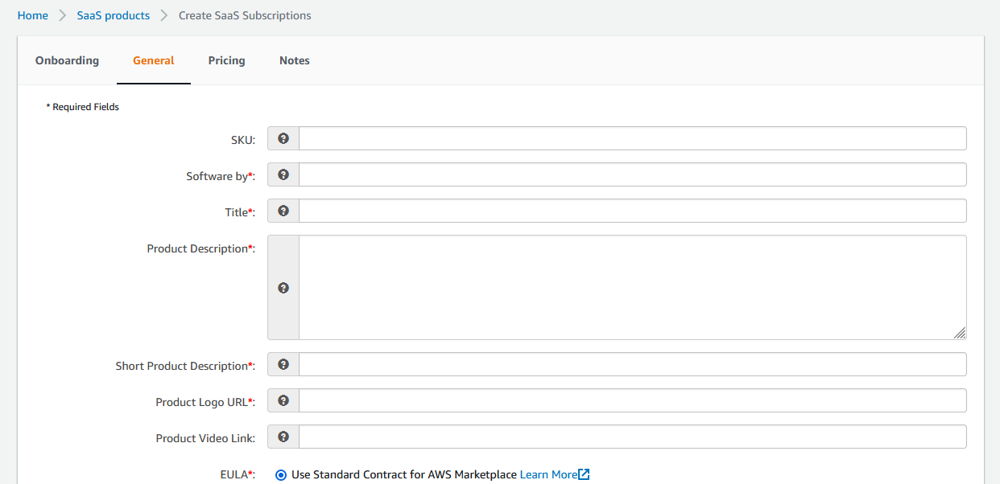 Home > SaaS products > Create SaaS Subscriptions
Onboarding General Pricing Notes
* Required Fields
SKU: ?
Software by*: ?
Title*: ?
Product Description*: ?
Short Product Description*: ?
Product Logo URL*: ?
Product Video Link: ?
EULA*: Use Standard Contract for AWS Marketplace Learn More